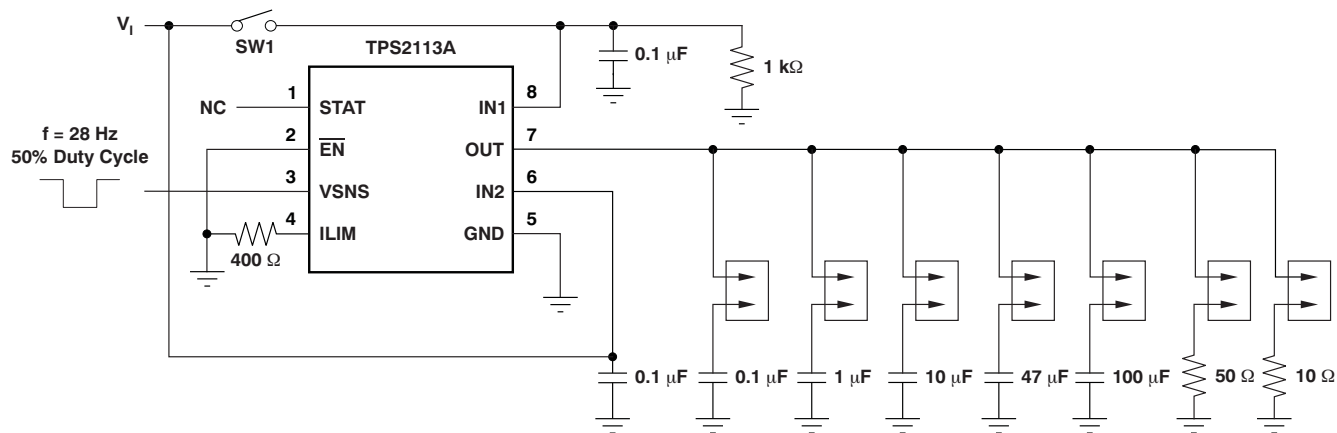 VI
SW1
TPS2113A
0.1 μF
1 kΩ
NC
1
STAT
IN1
8
f = 28 Hz
50% Duty Cycle
2
EN
OUT
7
3
VSNS
IN2
6
4
ILIM
GND
5
400 Ω
0.1 μF
0.1 μF
1 μF
10 μF
47 μF
100 μF
50 Ω
10 Ω